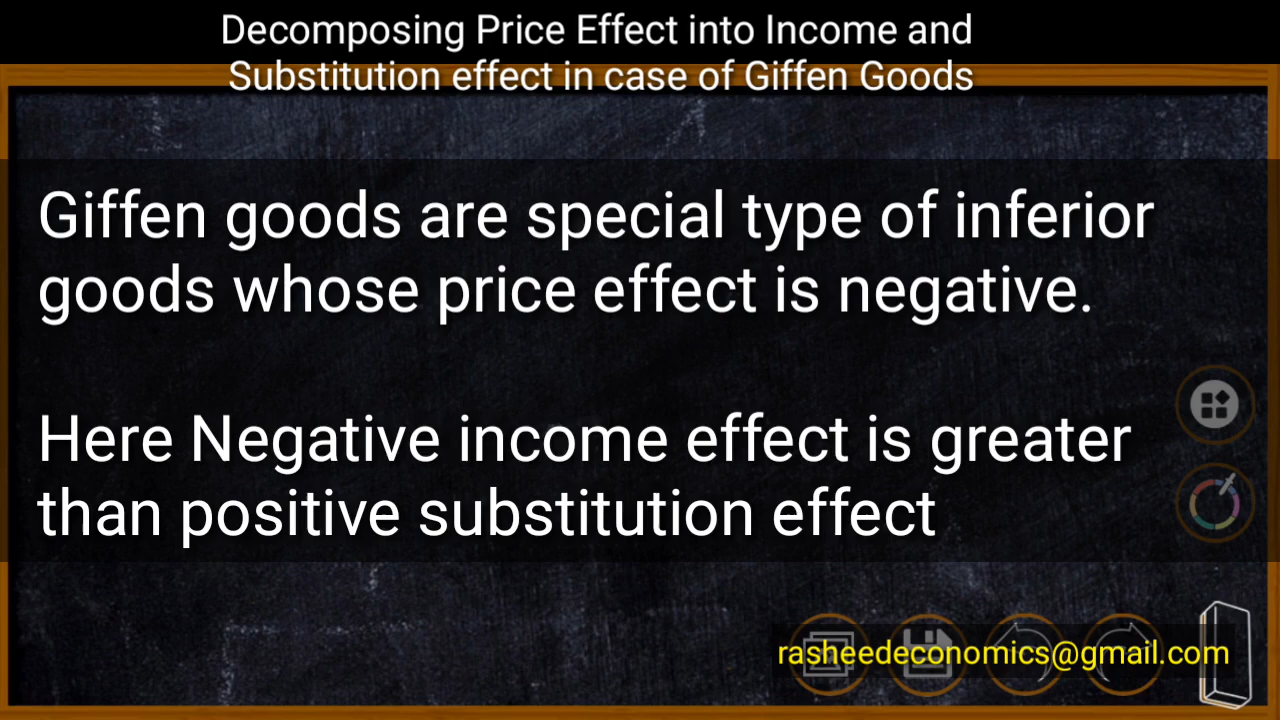 Decomposing Price Effect into Income and
Substitution effect in case of Giffen Goods
Giffen goods are special type of inferior
goods whose price effect is negative.
Here Negative income effect is greater
than positive substitution effect
rasheedeconomics@gmail.com